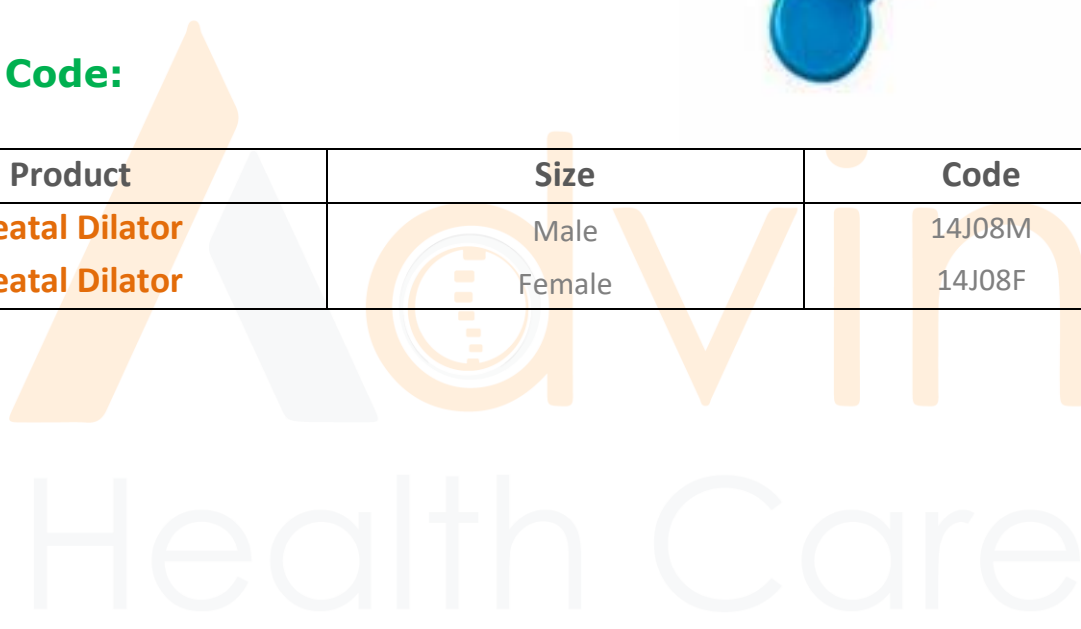 Code:
Product Size Code
eatal Dilator Male 14J08M
eatal Dilator Female 14J08F
Advin
Health Care